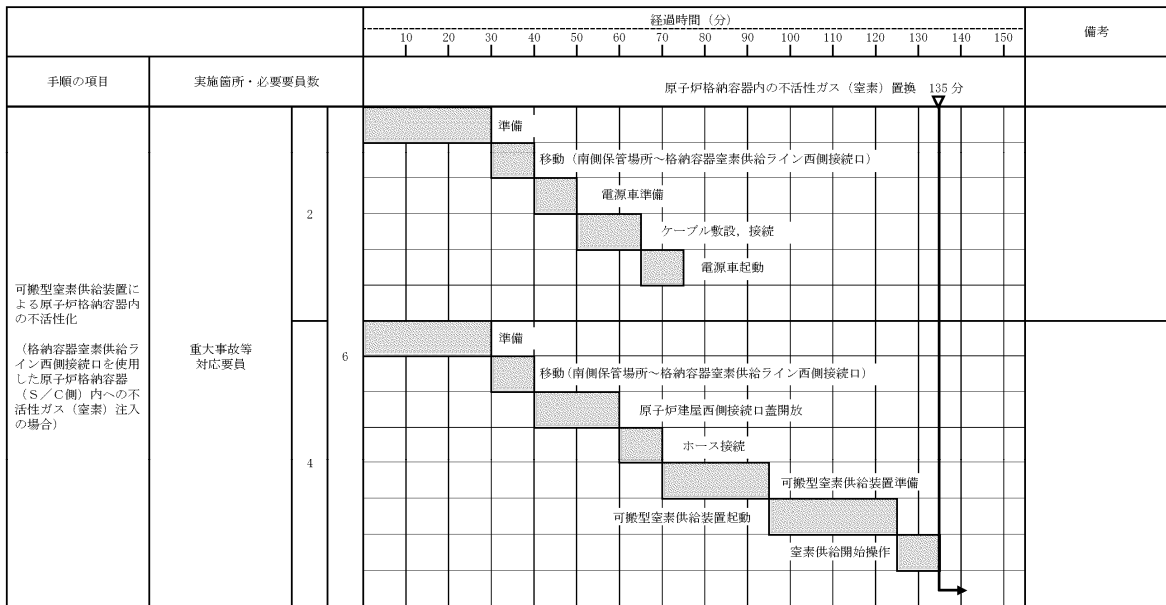 経過時間（分）
備考
10 20 30 40 50 60 70 80 90 100 110 120 130 140 150
手順の項目
実施箇所・必要要員数
原子炉格納容器内の不活性ガス（窒素）置換 135 分
可搬型窒素供給装置に
よる原子炉格納容器内
の不活性化
（格納容器窒素供給ラ
イン西側接続口を使用
した原子炉格納容器
（Ｓ／Ｃ側）内への不
活性ガス（窒素）注入
の場合）
重大事故等
対応要員
2
4
6
準備
移動（南側保管場所～格納容器窒素供給ライン西側接続口）
電源車準備
ケーブル敷設，接続
電源車起動
準備
移動（南側保管場所～格納容器窒素供給ライン西側接続口）
原子炉建屋西側接続口蓋開放
ホース接続
可搬型窒素供給装置準備
可搬型窒素供給装置起動
窒素供給開始操作